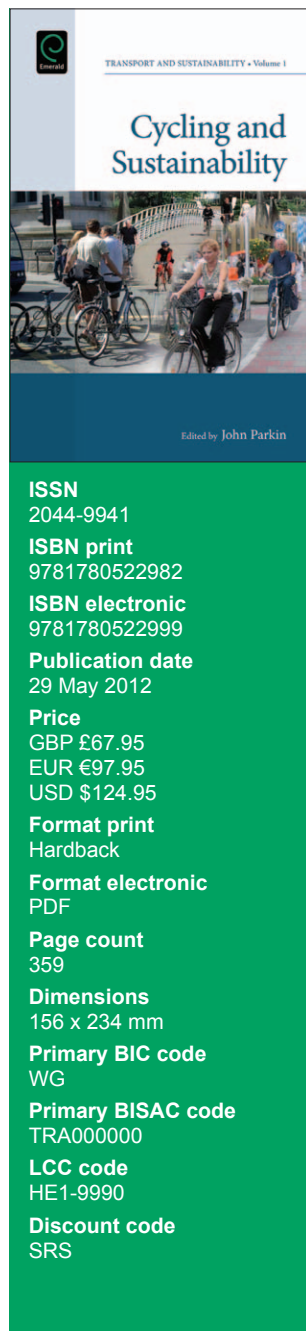 Emerald
TRANSPORT AND SUSTAINABILITY • Volume 1
Cycling and
Sustainability
Edited by John Parkin
ISSN
2044-9941
ISBN print
9781780522982
ISBN electronic
9781780522999
Publication date
29 May 2012
Price
GBP £67.95
EUR €97.95
USD $124.95
Format print
Hardback
Format electronic
PDF
Page count
359
Dimensions
156 x 234 mm
Primary BIC code
WG
Primary BISAC code
TRA000000
LCC code
HE1-9990
Discount code
SRS